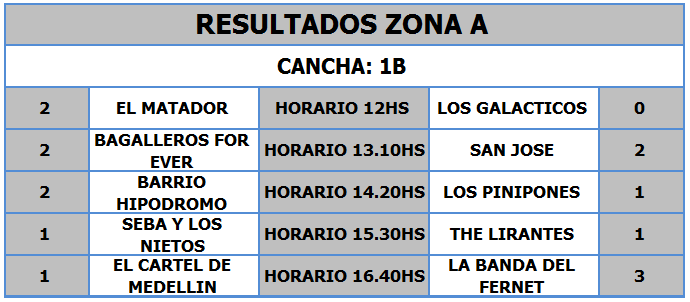 RESULTADOS ZONA A
CANCHA: 1B
2 EL MATADOR HORARIO 12HS LOS GALACTICOS 0
2 BAGALLEROS FOR EVER HORARIO 13.10HS SAN JOSE 2
2 BARRIO HIPODROMO HORARIO 14.20HS LOS PINIPONES 1
1 SEBA Y LOS NIETOS HORARIO 15.30HS THE LIRANTES 1
1 EL CARTEL DE MEDELLIN HORARIO 16.40HS LA BANDA DEL FERNET 3